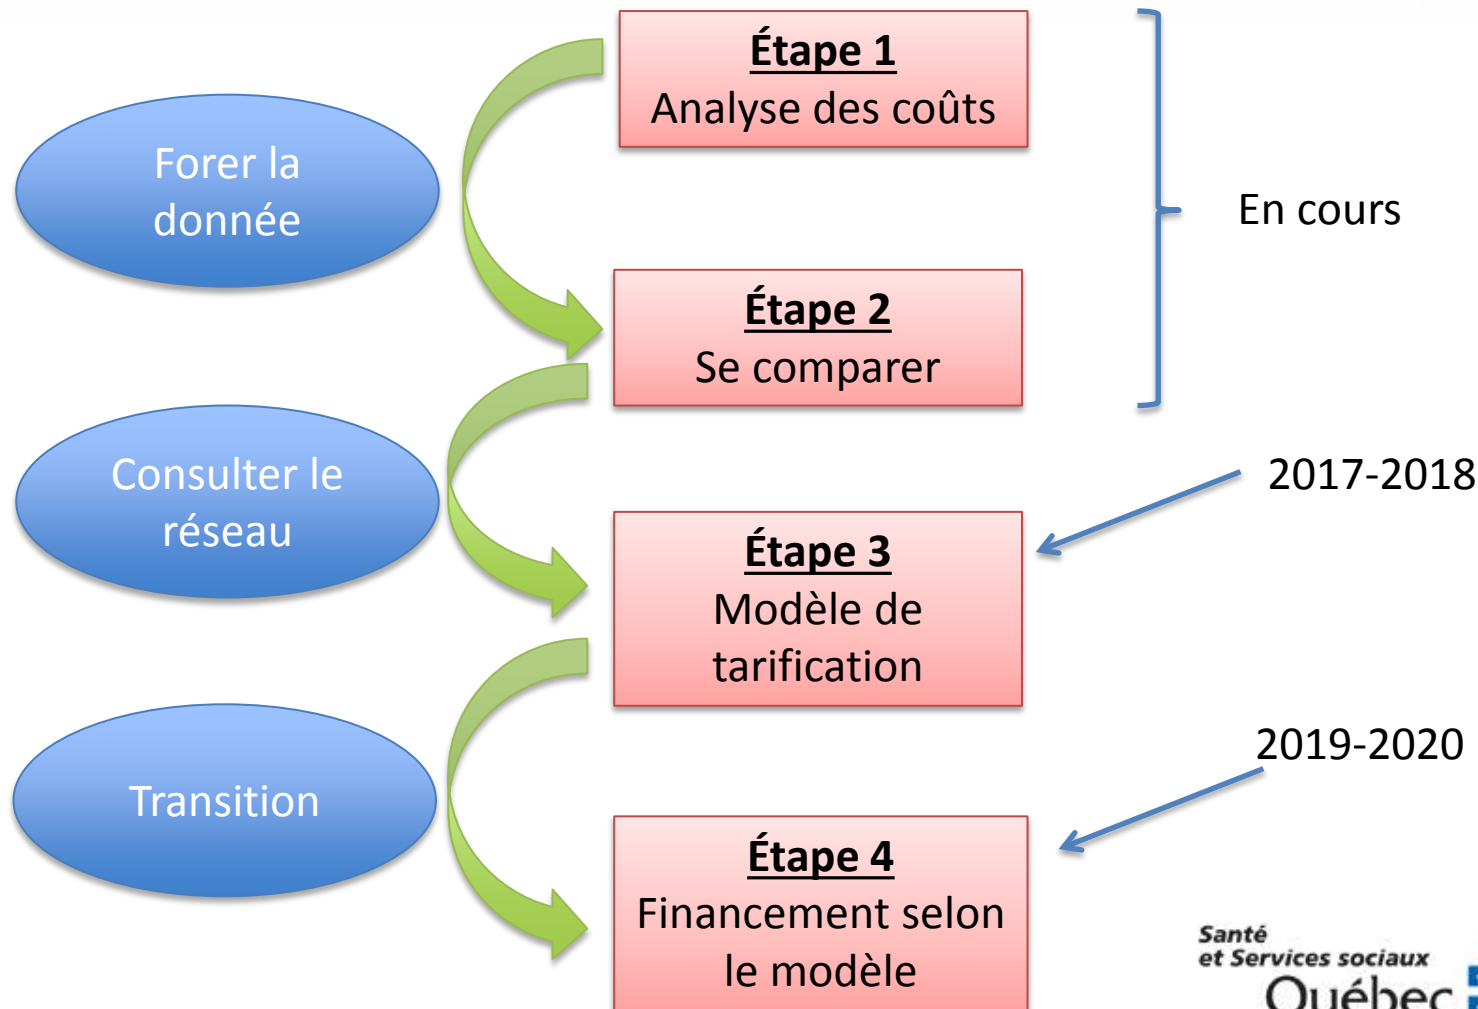 Étape 1
Analyse des coûts
Forer la
donnée
En cours
Étape 2
Se comparer
Consulter le
réseau
2017-2018
Étape 3
Modèle de
tarification
2019-2020
Transition
Étape 4
Financement selon
le modèle
Santé
et Services sociaux
Québec